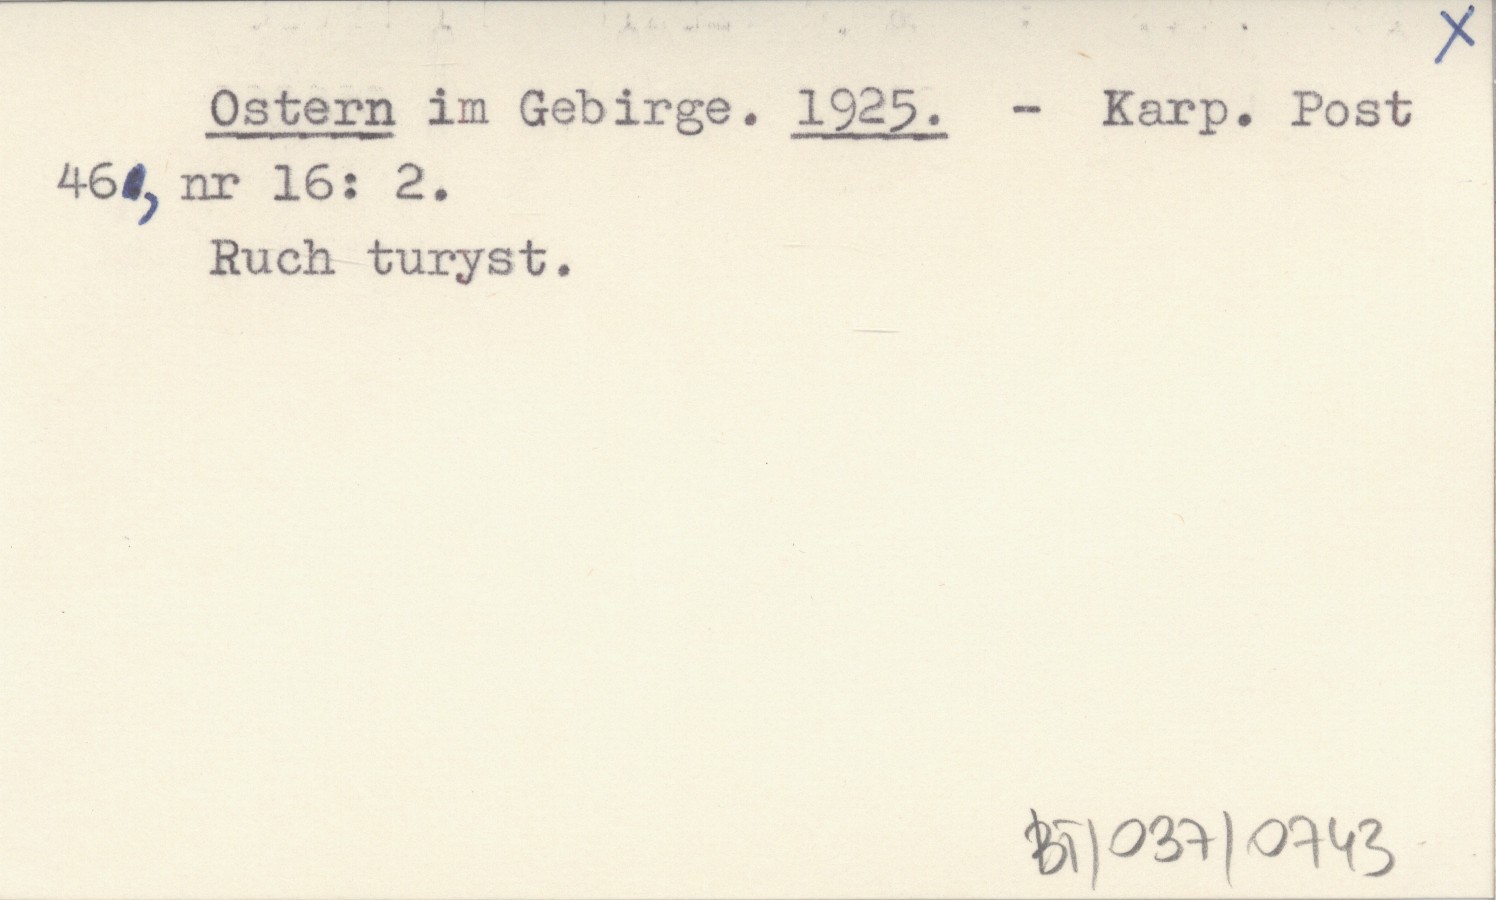 X
Ostern im Gebirge. 1925. - Karp. Post
46, nr 16: 2.
Ruch turyst.
BT/037/0743